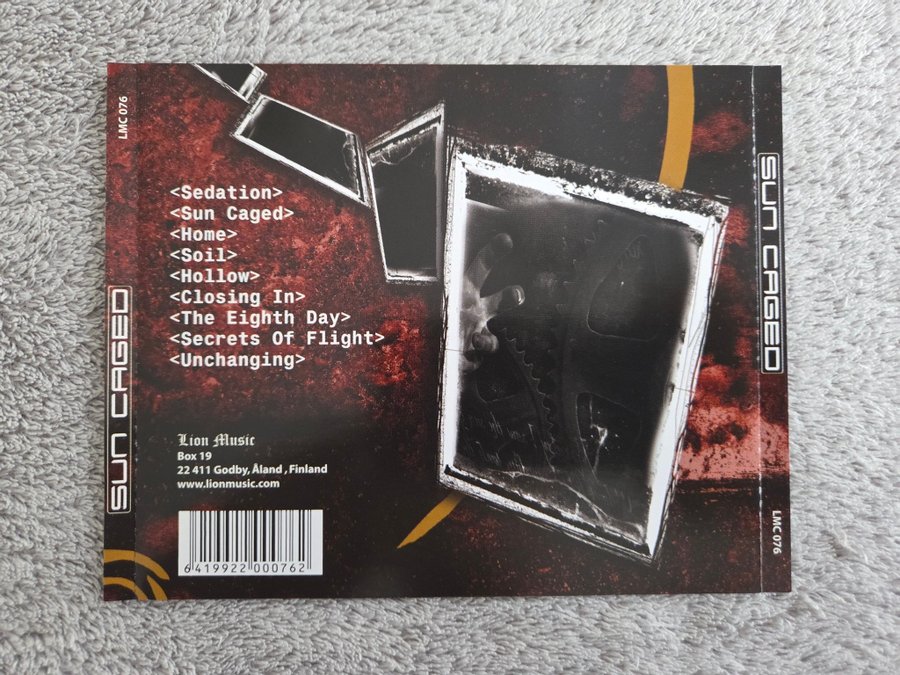 LMC 076
SUN CAGED
<Sedation>
<Sun Caged>
<Home>
<Soil>
<Hollow>
<Closing In>
<The Eighth Day>
<Secrets Of Flight>
<Unchanging>
Lion Music
Box 19
22 411 Godby, Åland , Finland
www.lionmusic.com
6 419922 000762
SUN CAGED
LMC 076